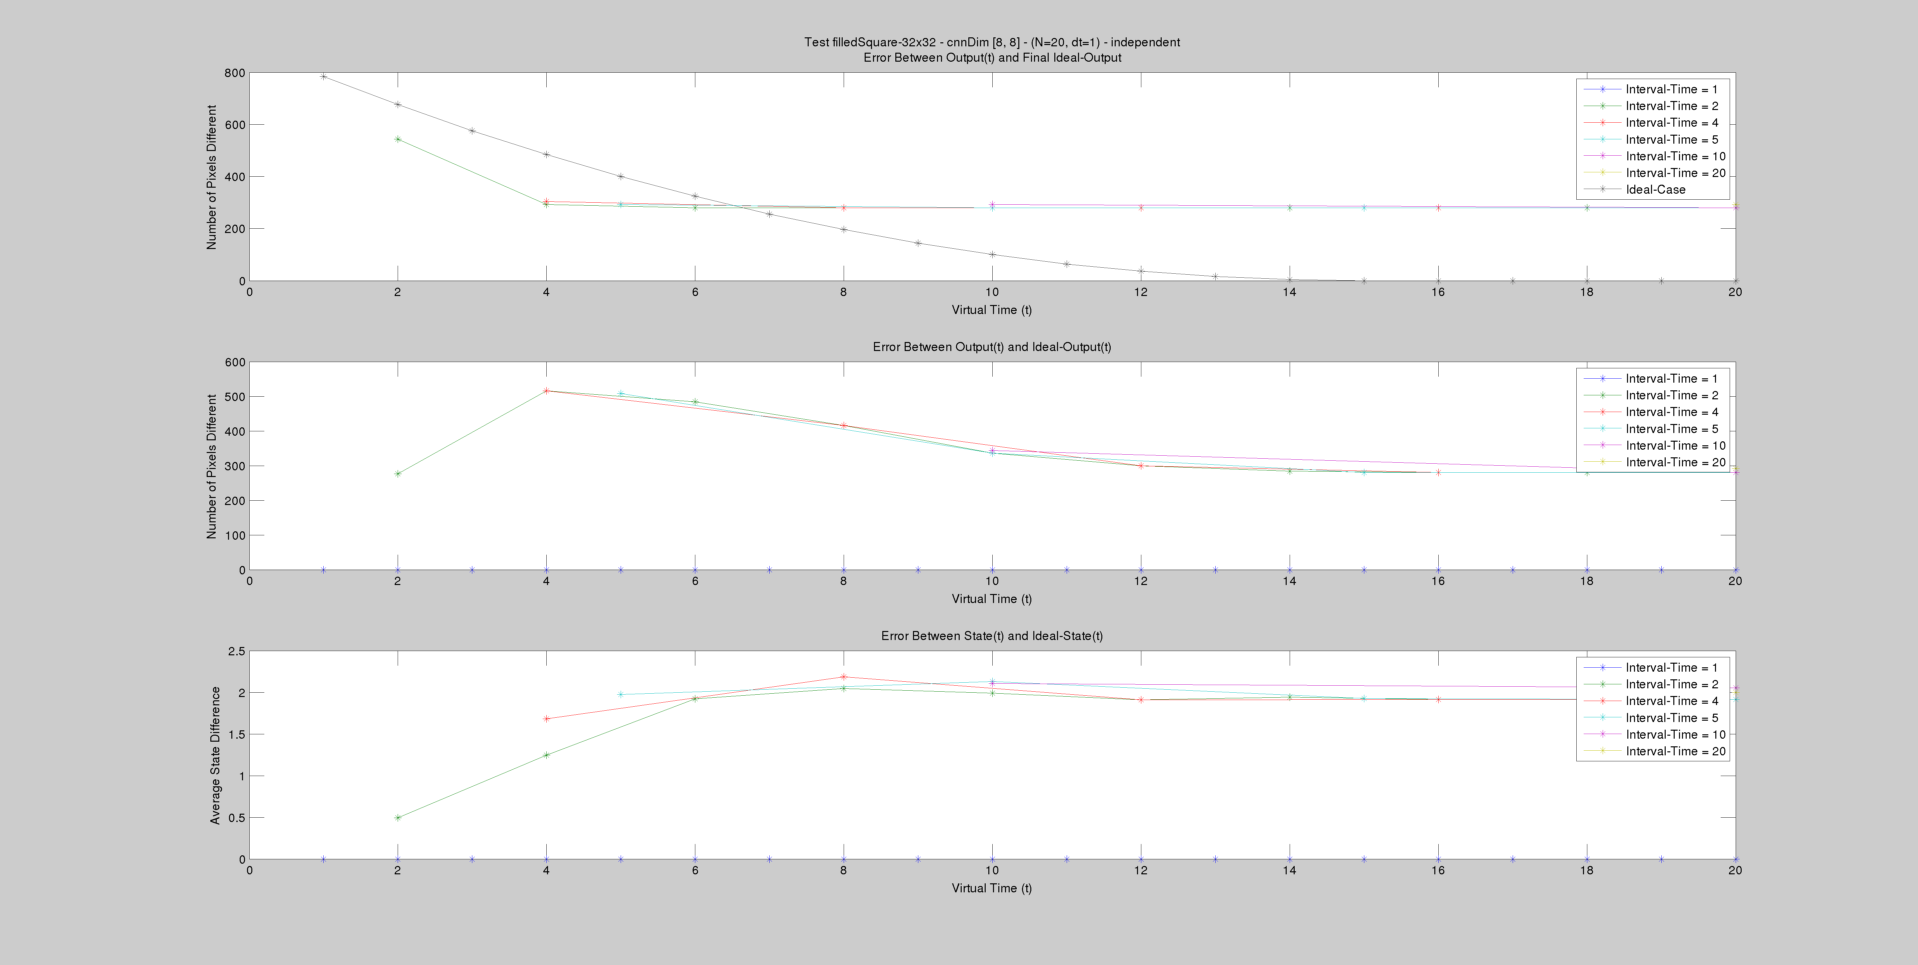 Test filledSquare-32x32 - cnnDim [8, 8] - (N=20, dt=1) - independent
Error Between Output(t) and Final Ideal-Output
Number of Pixels Different
800
600
400
200
0
0 2 4 6 8 10 12 14 16 18 20
Virtual Time (t)
Interval-Time = 1
Interval-Time = 2
Interval-Time = 4
Interval-Time = 5
Interval-Time = 10
Interval-Time = 20
Ideal-Case
Error Between Output(t) and Ideal-Output(t)
Number of Pixels Different
600
500
400
300
200
100
0
0 2 4 6 8 10 12 14 16 18 20
Virtual Time (t)
Interval-Time = 1
Interval-Time = 2
Interval-Time = 4
Interval-Time = 5
Interval-Time = 10
Interval-Time = 20
Error Between State(t) and Ideal-State(t)
Average State Difference
2.5
2
1.5
1
0.5
0
0 2 4 6 8 10 12 14 16 18 20
Virtual Time (t)
Interval-Time = 1
Interval-Time = 2
Interval-Time = 4
Interval-Time = 5
Interval-Time = 10
Interval-Time = 20